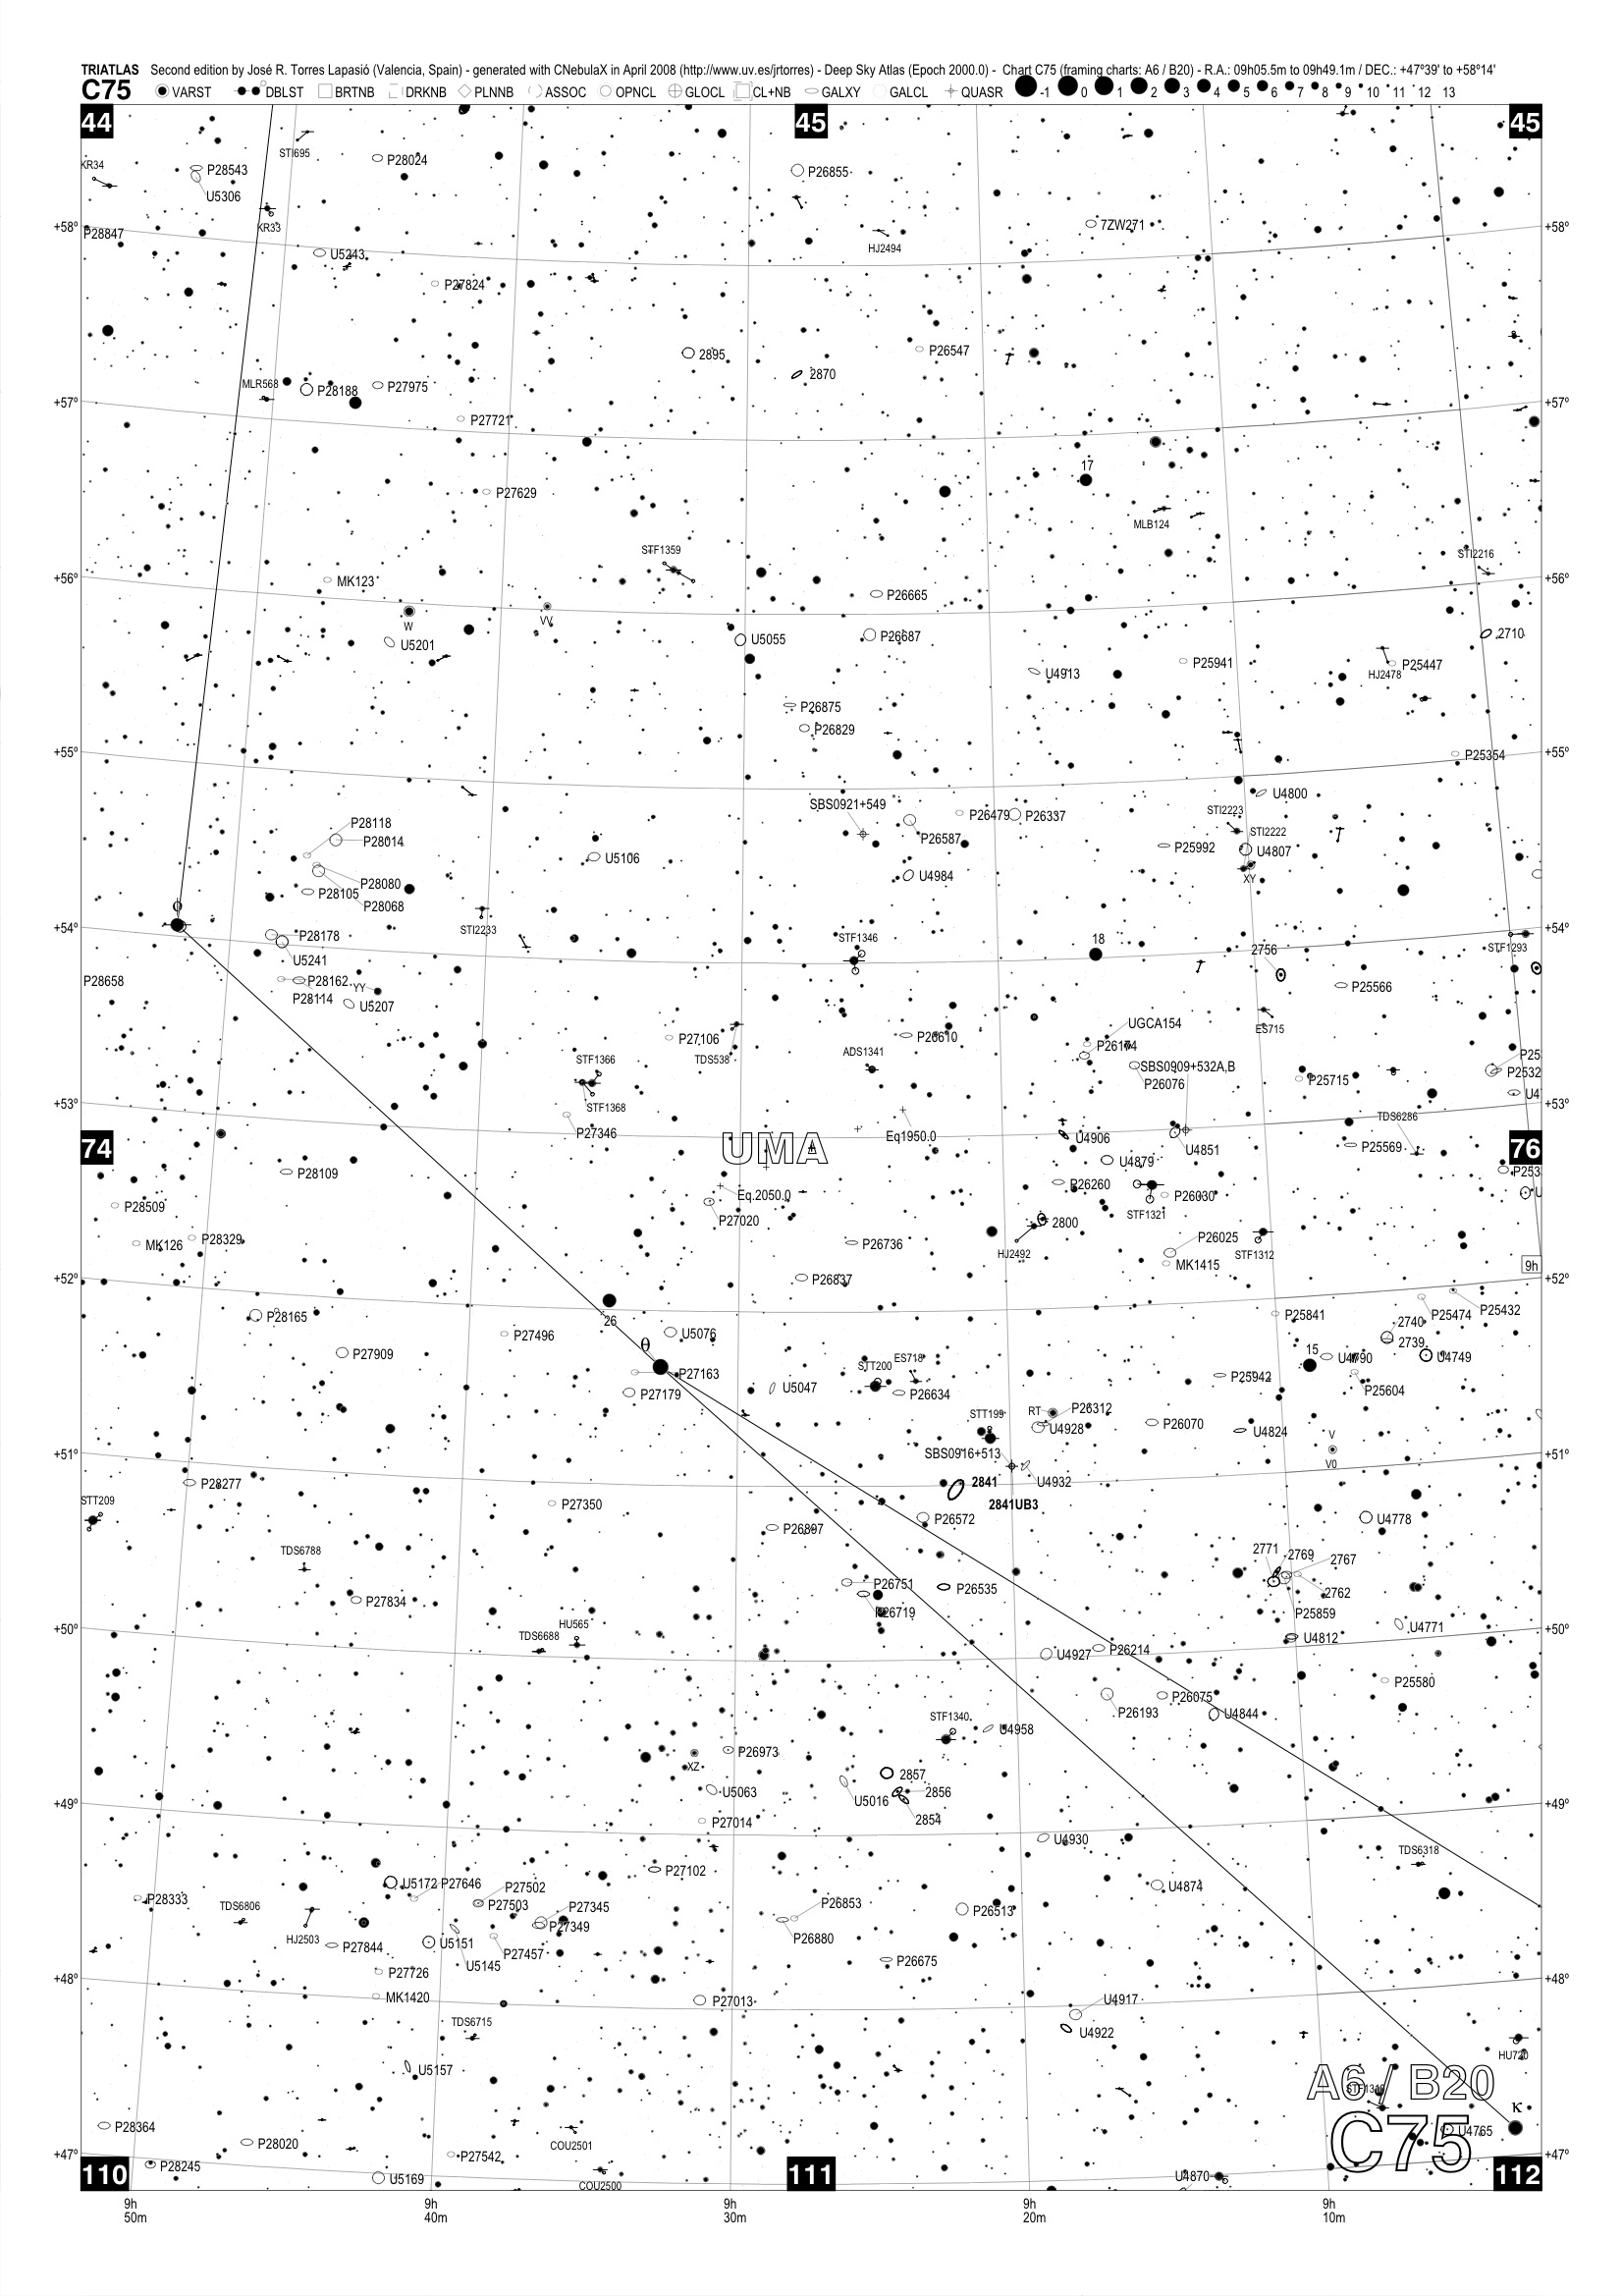 TRIATLAS Second edition by José R. Torres Lapasió (Valencia, Spain) - generated with CNebulaX in April 2008 (http://www.uv.es/jrtorres) - Deep Sky Atlas (Epoch 2000.0) - Chart C75 (framing charts: A6 / B20) - R.A.: 09h05.5m to 09h49.1m / DEC.: +47°39' to +58°14'
C75 VARST DBLST BRTNB DRKNB PLNNB ASSOC OPNCL GLOCL CL+NB GALXY GALCL QUASR -1 0 1 2 3 4 5 6 7 8 9 10 11 12 13
44 45 45
STI695
KR34 P28543 P28024 P26855
U5306
KR33 7ZW271
+58° P28847 +58°
U5243 HJ2494
P27824
2895 P26547
2870
MLR568 P28188 P27975
+57° +57°
P27721
17
P27629
MLB124
STF1359 STI2216
+56° MK123 +56°
P26665
W VV
U5201 U5055 P26687 2710
U4913 P25941 P25447
HJ2478
P26875
P26829
+55° P25354 +55°
U4800
SBS0921+549 STI2223
P28118 P26479 P26337
P28014 P26587 STI2222
U5106 P25992 U4807
P28080 U4984 XY
P28105
P28068
φ
+54° STI2233 +54°
P28178 STF1346 18 STF1293
U5241 2756
P28658 P28162 YY P25566
P28114 U5207
UGCA154 ES715
P27106 P26610 P26174
TDS538 ADS1341
STF1366 SBS0909+532A,B
P26076 P25715 P2532
+53° STF1368 U4 +53°
P27346 Eq1950.0 TDS6286
74 UMA U4906 U4851 P25569 76
U4879
P28109 P26260 P26030
P28509 Eq.2050.0 STF1321
P27020 2800
MK126 P28329 P26736 HJ2492 P26025 STF1312
MK1415 9h
+52° P26837 +52°
P25432
P28165 26 P25841 P25474
2740
θ U5076 2739
P27909 P27496 15 U4790 U4749
P27163 STT200 ES718 P25942
P27179 U5047 P26634 P25604
RT P26312
STT199 U4928 P26070 U4824 V
+51° SBS0916+513 V0 +51°
P28277 2841 U4932
STT209 P27350 2841UB3
P26897 P26572 U4778
TDS6788 2771 2769 2767
P26751 P26535 2762
P27834 P26719 P25859
+50° HU565 U4812 U4771 +50°
TDS6688 U4927 P26214
P25580
P26193 P26075
STF1340 U4958 U4844
P26973
XZ 2857
U5063 U5016 2856
+49° P27014 2854 +49°
U4930
P27102 TDS6318
U5172 P27646 P27502 U4874
P28333 P27503 P27345 P26853
TDS6806 P27349 P26513
HJ2503 P27844 U5151 P27457 P26880
U5145 P26675
+48° P27726 +48°
MK1420 P27013 U4917
TDS6715 U4922
HU720
U5157 A6 / B20
κ
P28364 C75 U4765
P28020 COU2501
+47° P27542 +47°
P28245 U5169 U4870
110 COU2500 111 112
9h 9h 9h 9h 9h
50m 40m 30m 20m 10m